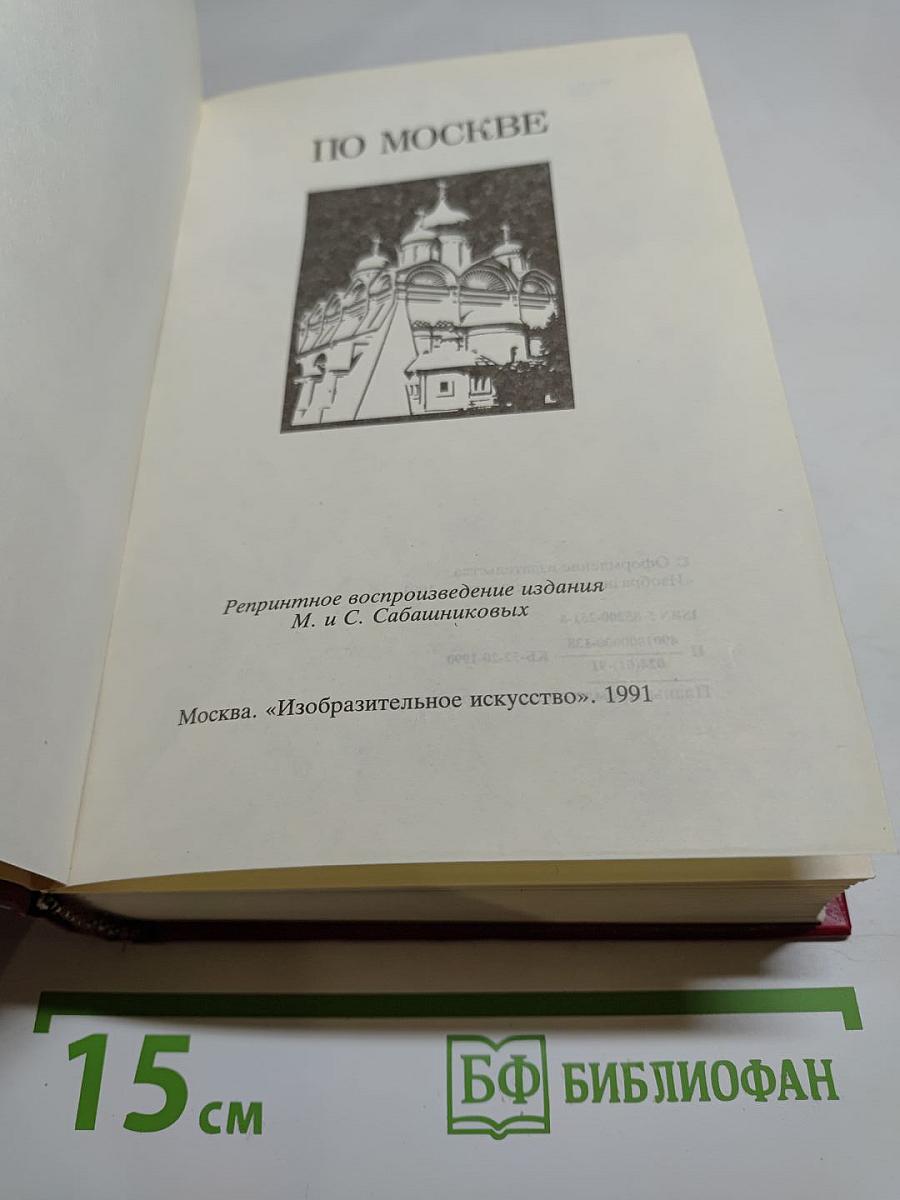 ПО МОСКВЕ
Репринтное воспроизведение издания
М. и С. Сабашниковых
Москва. «Изобразительное искусство». 1991
15 см
БФ БИБЛИОФАН